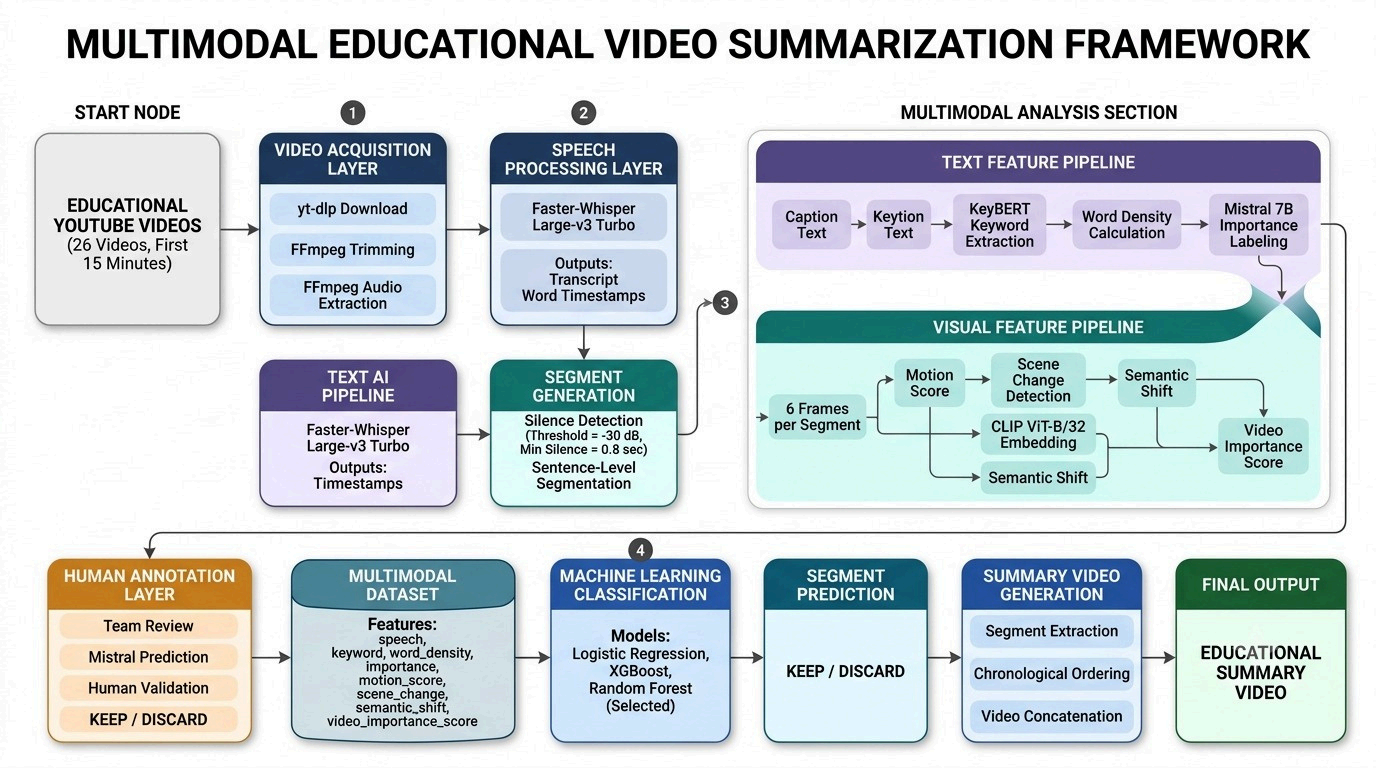 MULTIMODAL EDUCATIONAL VIDEO SUMMARIZATION FRAMEWORK
START NODE
EDUCATIONAL
YOUTUBE VIDEOS
(26 Videos, First
15 Minutes)
1
VIDEO ACQUISITION
LAYER
yt-dlp Download
FFmpeg Trimming
FFmpeg Audio
Extraction
2
SPEECH
PROCESSING LAYER
Faster-Whisper
Large-v3 Turbo
Outputs:
Transcript
Word Timestamps
TEXT AI
PIPELINE
Faster-Whisper
Large-v3 Turbo
Outputs:
Timestamps
SEGMENT
GENERATION
Silence Detection
(Threshold = -30 dB,
Min Silence = 0.8 sec)
Sentence-Level
Segmentation
3
MULTIMODAL ANALYSIS SECTION
TEXT FEATURE PIPELINE
Caption
Text
Keytion
Text
KeyBERT
Keyword
Extraction
Word Density
Calculation
Mistral 7B
Importance
Labeling
VISUAL FEATURE PIPELINE
6 Frames
per Segment
Motion
Score
Scene
Change
Detection
Semantic
Shift
CLIP ViT-B/32
Embedding
Semantic Shift
Video
Importance
Score
HUMAN ANNOTATION
LAYER
Team Review
Mistral Prediction
Human Validation
KEEP / DISCARD
MULTIMODAL
DATASET
Features:
speech,
keyword, word_density,
importance,
motion_score,
scene_change,
semantic_shift,
video_importance_score
4
MACHINE LEARNING
CLASSIFICATION
Models:
Logistic Regression,
XGBoost,
Random Forest
(Selected)
SEGMENT
PREDICTION
KEEP / DISCARD
SUMMARY VIDEO
GENERATION
Segment Extraction
Chronological Ordering
Video Concatenation
FINAL OUTPUT
EDUCATIONAL
SUMMARY
VIDEO